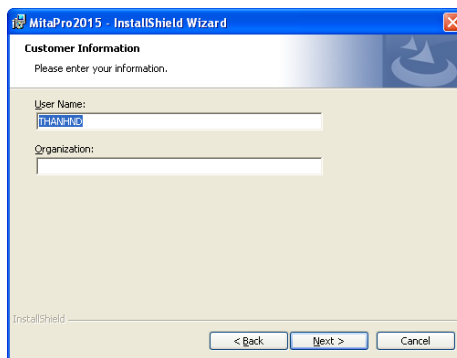 MitaPro2015 - InstallShield Wizard
Customer Information
Please enter your information.
User Name:
THANHND
Organization:
InstallShield
< Back
Next >
Cancel